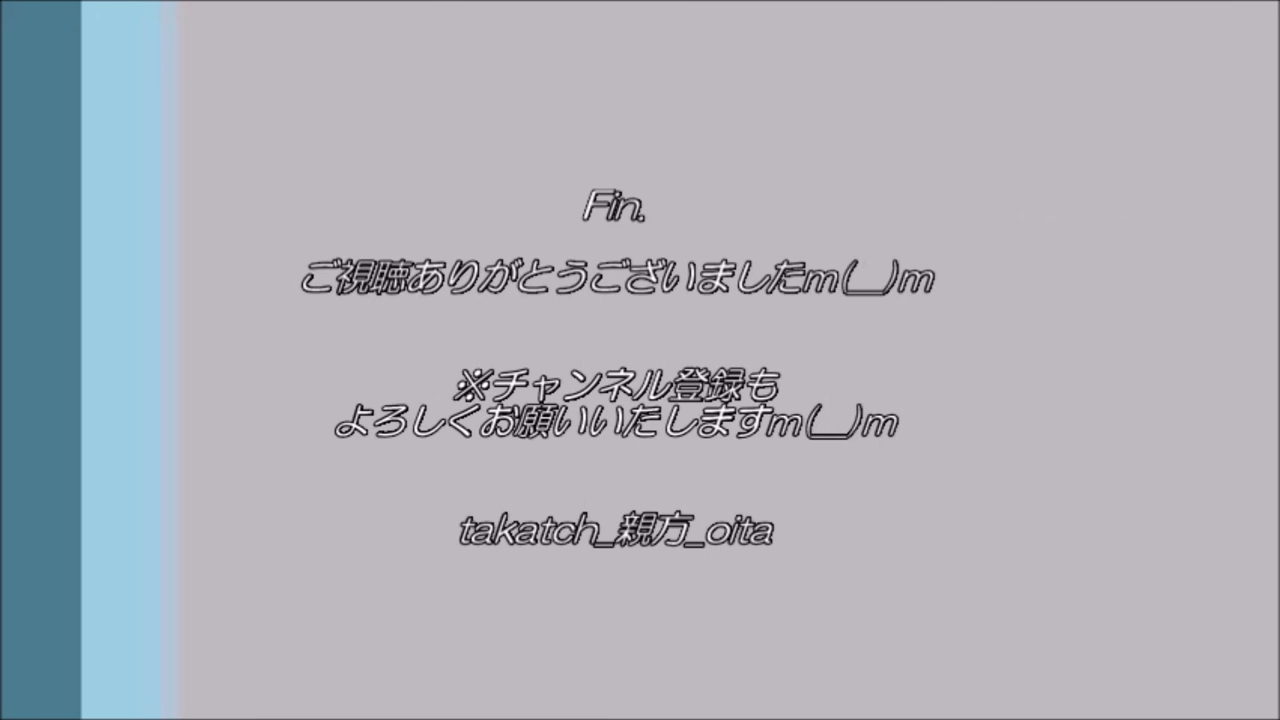 Fin.
ご視聴ありがとうございましたm(__)m
※チャンネル登録も
よろしくお願いいたしますm(__)m
takatch_親方_oita